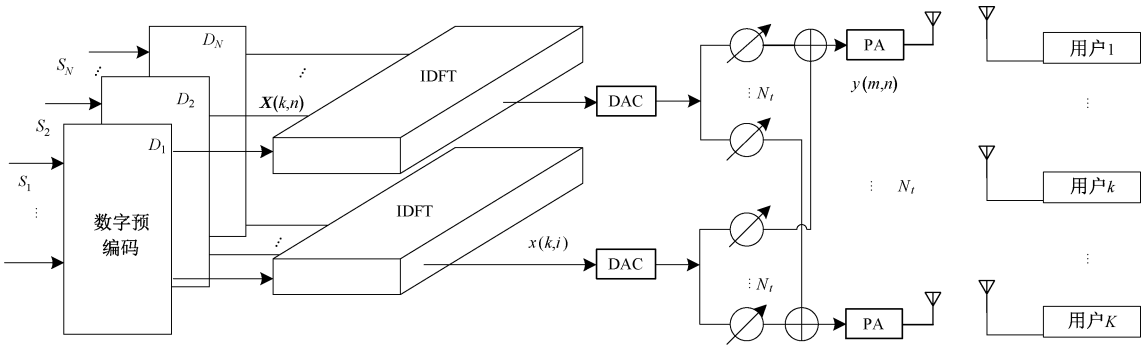 S_N
⋮
S_2
S_1
⋮
D_N
D_2
D_1
数字预
编码
X(k,n)
⋮
IDFT
⋮
IDFT
x(k,i)
DAC
DAC
⋮ N_t
⋮ N_t
PA
y(m,n)
⋮ N_t
PA
用户1
⋮
用户k
⋮
用户K